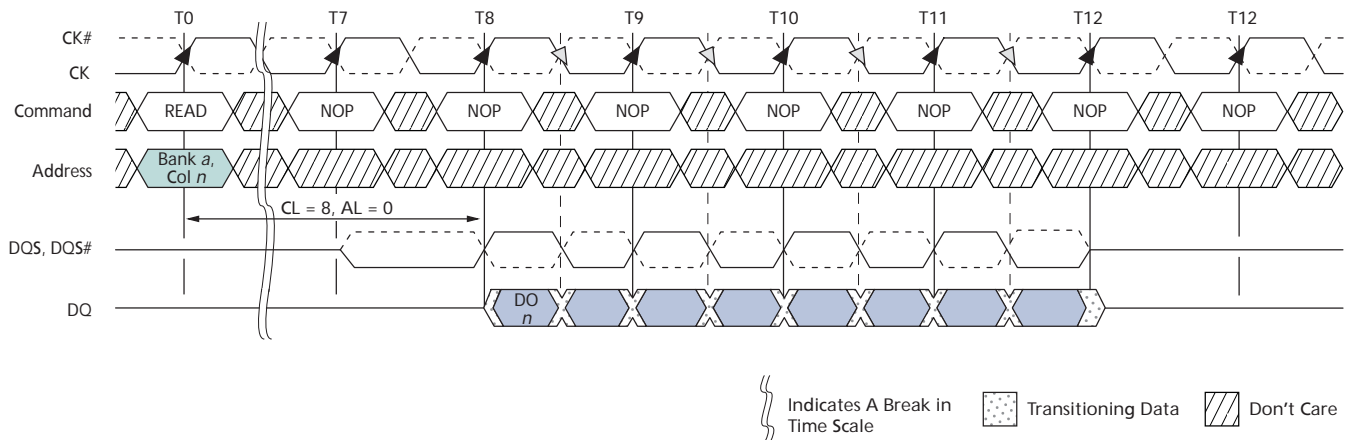 T0 T7 T8 T9 T10 T11 T12 T12
CK#
CK
Command READ NOP NOP NOP NOP NOP NOP NOP
Address Bank a,
Col n
CL = 8, AL = 0
DQS, DQS#
DQ DO
n
Indicates A Break in
Time Scale
Transitioning Data
Don't Care